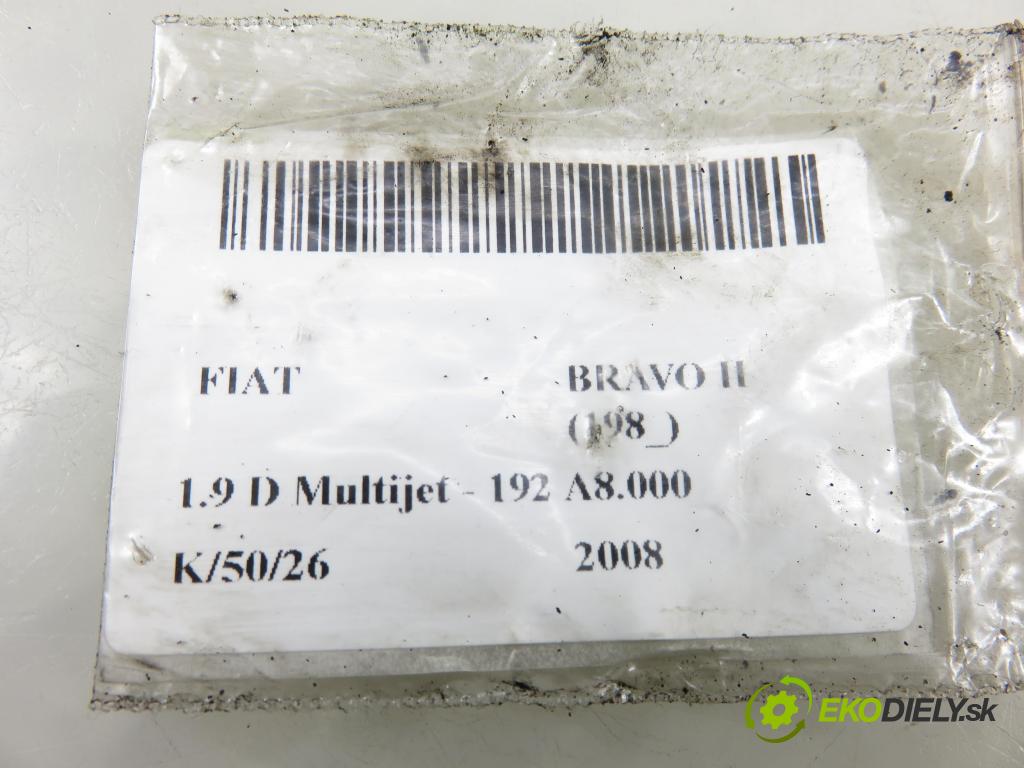 FIAT BRAVO II
(198_)
1.9 D Multijet - 192 A8.000
K/50/26 2008
EKODIELY.sk